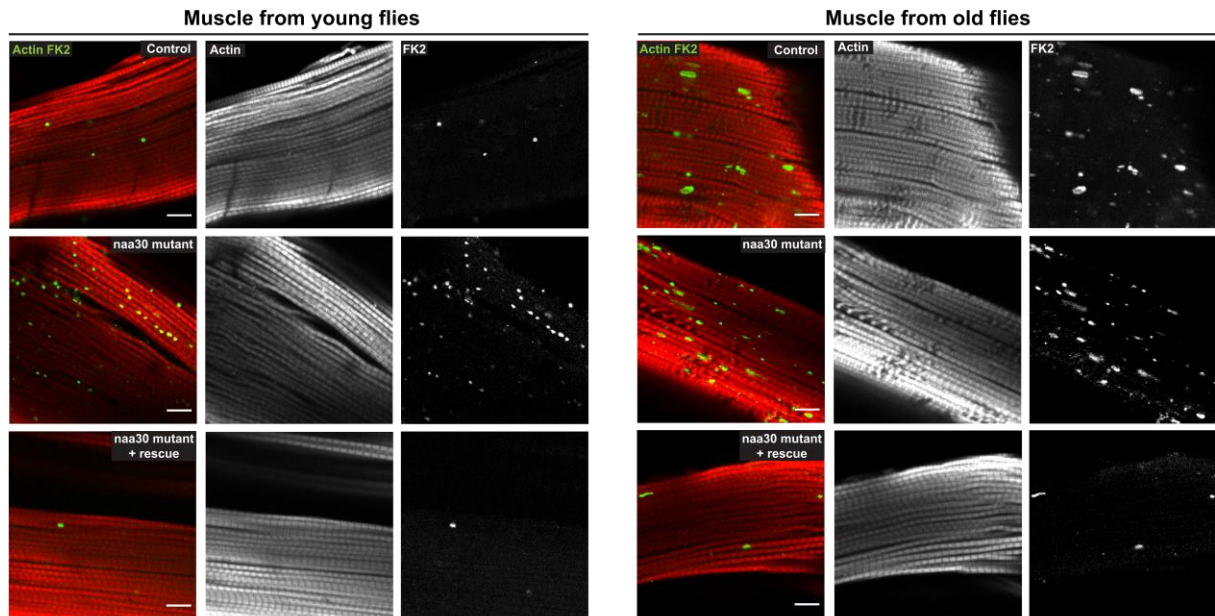 Muscle from young flies
Muscle from old flies
Actin FK2
Control
Actin
FK2
Actin FK2
Control
Actin
FK2
naa30 mutant
naa30 mutant
naa30 mutant
+ rescue
naa30 mutant
+ rescue